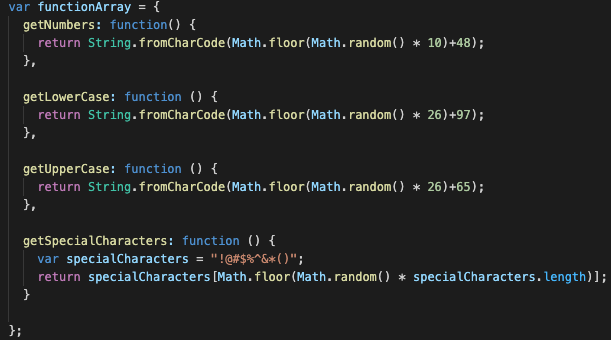 var functionArray = {
  getNumbers: function() {
    return String.fromCharCode(Math.floor(Math.random() * 10)+48);
  },

  getLowerCase: function () {
    return String.fromCharCode(Math.floor(Math.random() * 26)+97);
  },

  getUpperCase: function () {
    return String.fromCharCode(Math.floor(Math.random() * 26)+65);
  },

  getSpecialCharacters: function () {
    var specialCharacters = "!@#$%^&*()";
    return specialCharacters[Math.floor(Math.random() * specialCharacters.length)];
  }

};